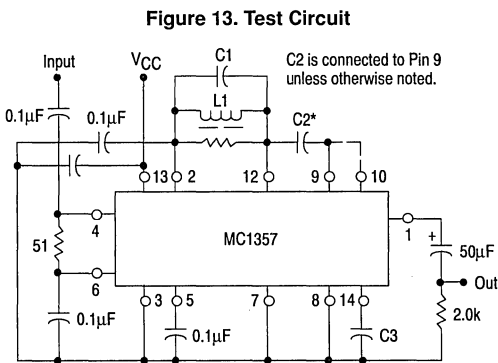 Figure 13. Test Circuit
Input
VCC
C1
C2 is connected to Pin 9
unless otherwise noted.
L1
0.1μF
0.1μF
C2*
13
2
12
9
10
4
MC1357
1
+
50μF
51
6
Out
3
5
7
8
14
2.0k
0.1μF
0.1μF
C3